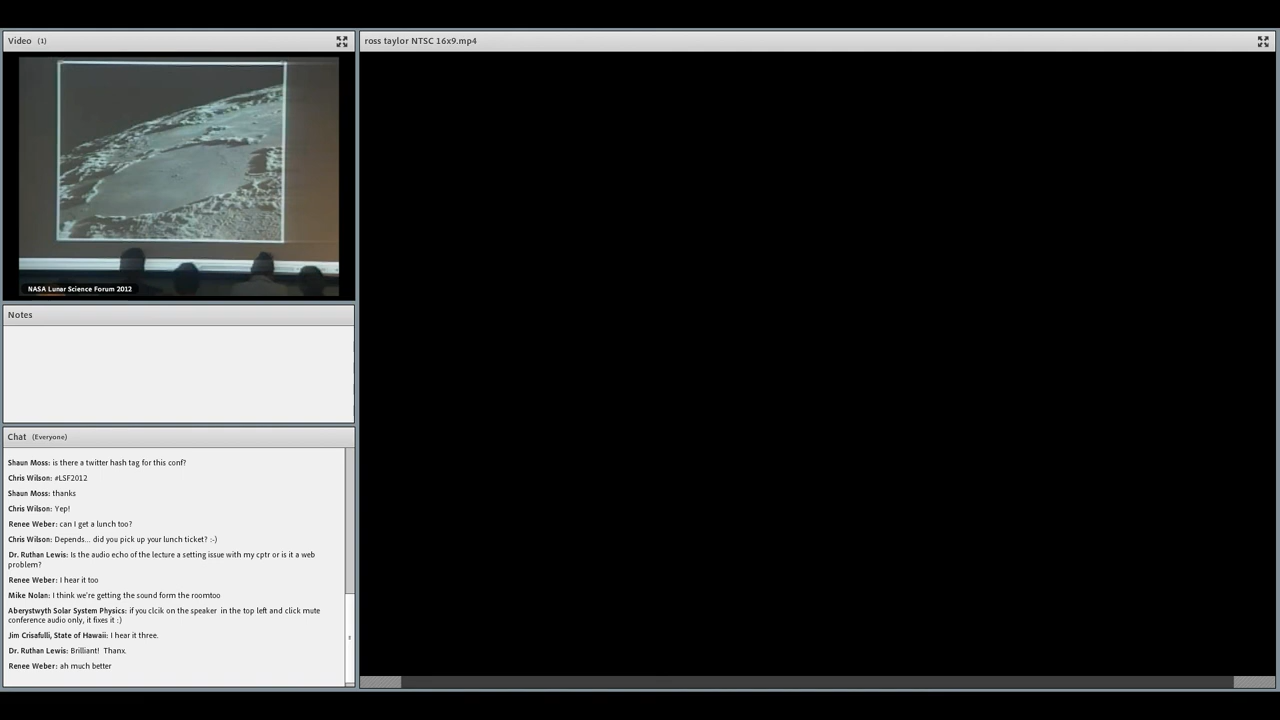 Video (1)
ross taylor NTSC 16x9.mp4
NASA Lunar Science Forum 2012
Notes
Chat (Everyone)
Shaun Moss: is there a twitter hash tag for this conf?
Chris Wilson: #LSF2012
Shaun Moss: thanks
Chris Wilson: Yep!
Renee Weber: can I get a lunch too?
Chris Wilson: Depends... did you pick up your lunch ticket? :-)
Dr. Ruthan Lewis: Is the audio echo of the lecture a setting issue with my cptr or is it a web
problem?
Renee Weber: I hear it too
Mike Nolan: I think we're getting the sound form the roomtoo
Aberystwyth Solar System Physics: if you clcik on the speaker in the top left and click mute
conference audio only, it fixes it :)
Jim Crisafulli, State of Hawaii: I hear it three.
Dr. Ruthan Lewis: Brilliant! Thanx.
Renee Weber: ah much better